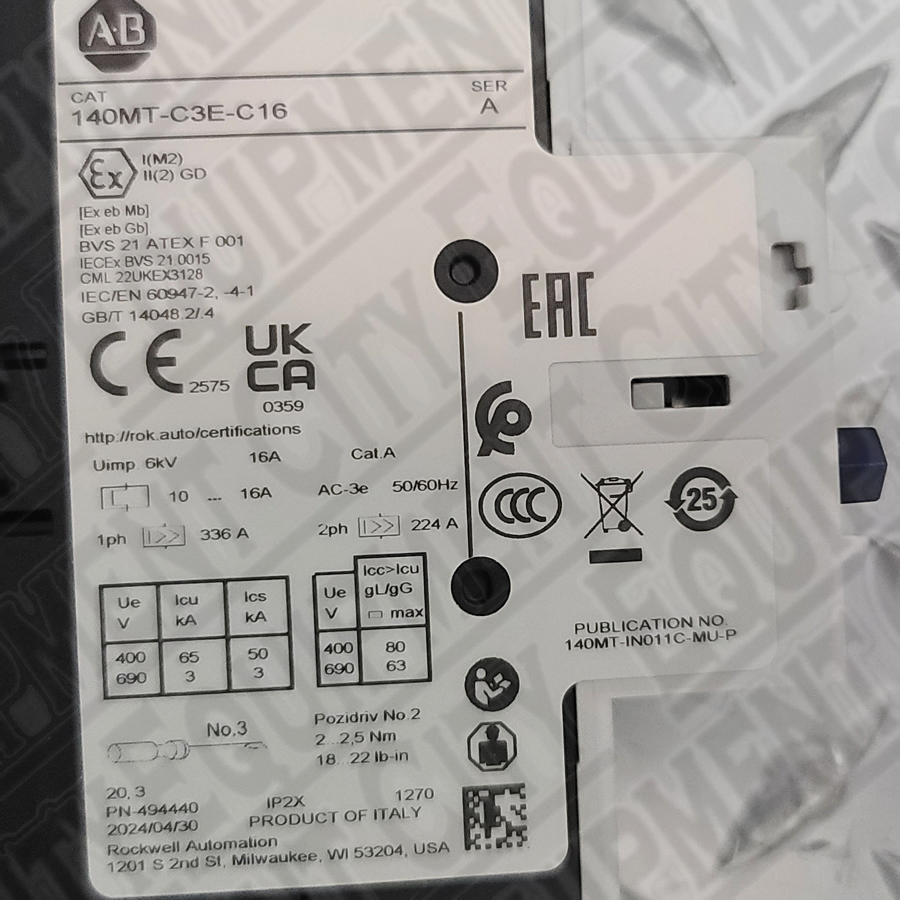 A·B
CAT SER
140MT-C3E-C16 A
Ex I(M2)
II(2) GD
[Ex eb Mb]
[Ex eb Gb]
BVS 21 ATEX F 001
IECEx BVS 21.0015
CML 22UKEX3128
IEC/EN 60947-2, -4-1
GB/T 14048.2/.4
EAC
CE 2575 UK
CA
0359
http://rok.auto/certifications
Uimp 6kV 16A Cat.A
10 ... 16A AC-3e 50/60Hz
CCC
25
1ph >> 336 A 2ph >> 224 A
Ue Icu Ics
V kA kA
400 65 50
690 3 3
Icc>Icu
Ue gL/gG
V max
400 80
690 63
PUBLICATION NO.
140MT-IN011C-MU-P
No.3 Pozidriv No.2
2...2,5 Nm
18...22 lb-in
20, 3
PN-494440 IP2X 1270
2024/04/30 PRODUCT OF ITALY
Rockwell Automation
1201 S 2nd St, Milwaukee, WI 53204, USA
CITY EQUIPMENT